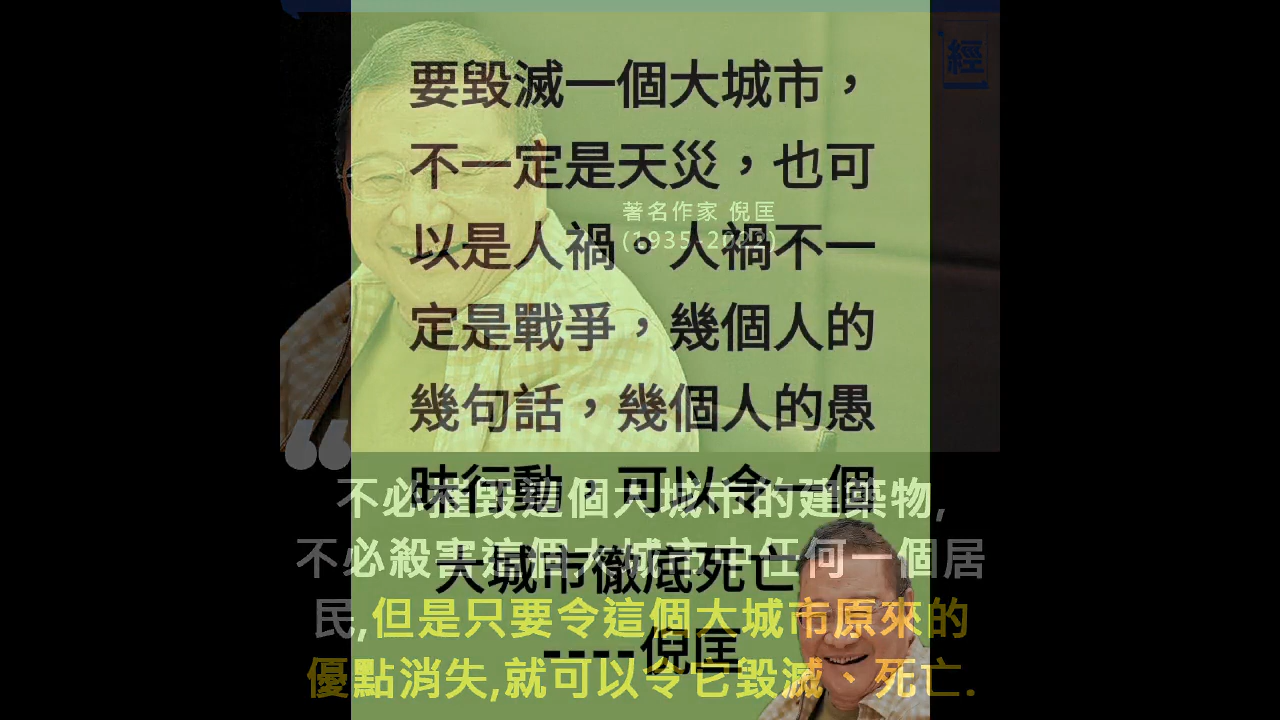 經
要毀滅一個大城市，
不一定是天災，也可
著名作家 倪匡
(1935-2022)
以是人禍。人禍不一
定是戰爭，幾個人的
幾句話，幾個人的愚
昧行動，可以令一個
不必摧毀這個大城市的建築物,
大城市徹底死亡
不必殺害這個大城市中任何一個居
民,但是只要令這個大城市原來的
----倪匡
優點消失,就可以令它毀滅、死亡.